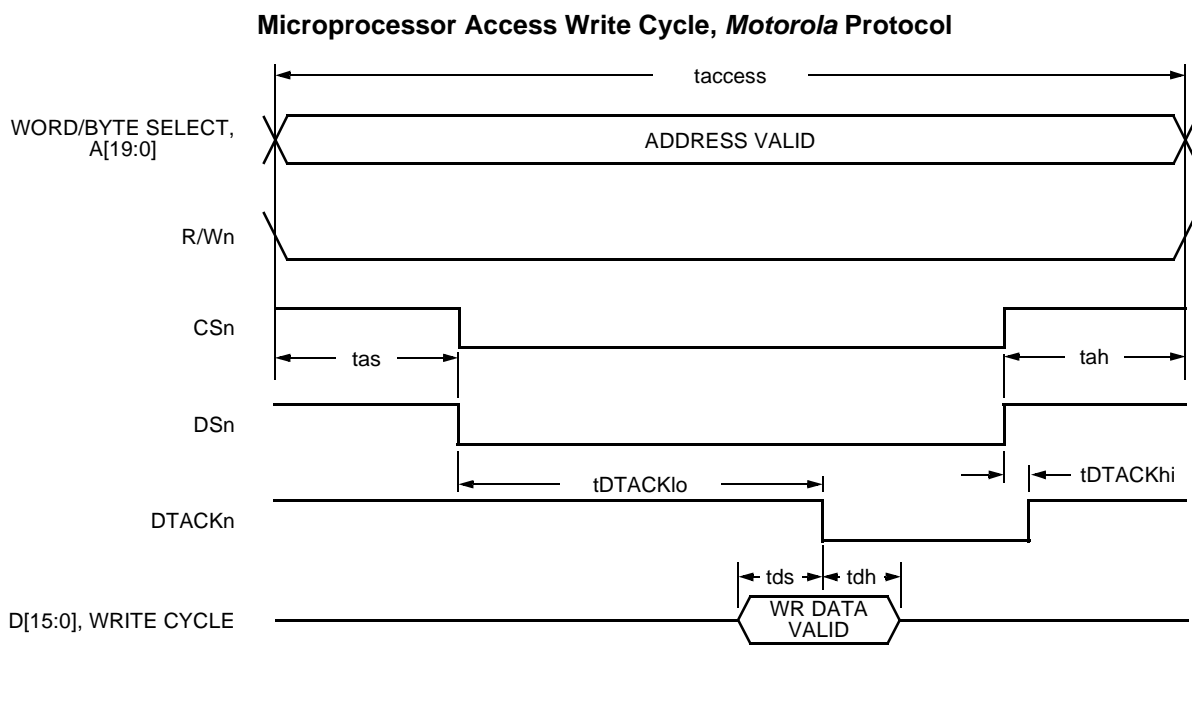 Microprocessor Access Write Cycle, Motorola Protocol
taccess
WORD/BYTE SELECT,
A[19:0]
ADDRESS VALID
R/Wn
CSn
tas
tah
DSn
tDTACKlo
tDTACKhi
DTACKn
tds
tdh
D[15:0], WRITE CYCLE
WR DATA
VALID